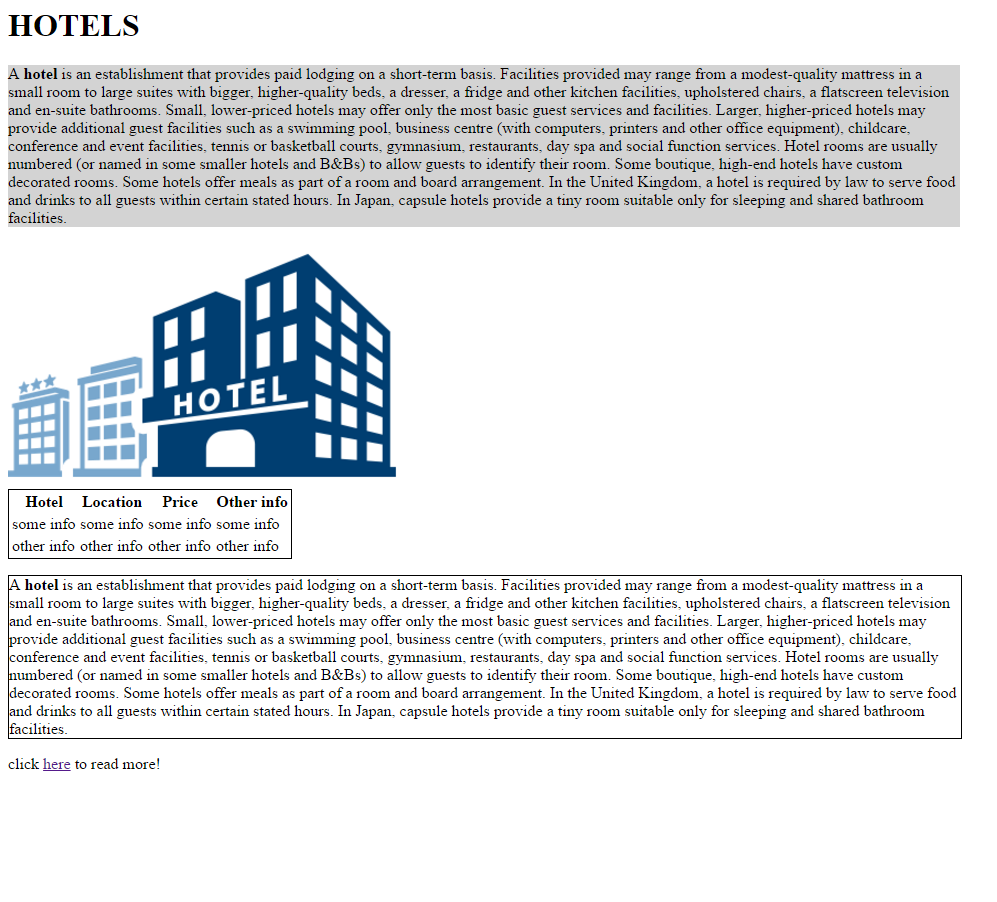 HOTELS
A hotel is an establishment that provides paid lodging on a short-term basis. Facilities provided may range from a modest-quality mattress in a
small room to large suites with bigger, higher-quality beds, a dresser, a fridge and other kitchen facilities, upholstered chairs, a flatscreen television
and en-suite bathrooms. Small, lower-priced hotels may offer only the most basic guest services and facilities. Larger, higher-priced hotels may
provide additional guest facilities such as a swimming pool, business centre (with computers, printers and other office equipment), childcare,
conference and event facilities, tennis or basketball courts, gymnasium, restaurants, day spa and social function services. Hotel rooms are usually
numbered (or named in some smaller hotels and B&Bs) to allow guests to identify their room. Some boutique, high-end hotels have custom
decorated rooms. Some hotels offer meals as part of a room and board arrangement. In the United Kingdom, a hotel is required by law to serve food
and drinks to all guests within certain stated hours. In Japan, capsule hotels provide a tiny room suitable only for sleeping and shared bathroom
facilities.
HOTEL
Hotel Location Price Other info
some info some info some info some info
other info other info other info other info
A hotel is an establishment that provides paid lodging on a short-term basis. Facilities provided may range from a modest-quality mattress in a
small room to large suites with bigger, higher-quality beds, a dresser, a fridge and other kitchen facilities, upholstered chairs, a flatscreen television
and en-suite bathrooms. Small, lower-priced hotels may offer only the most basic guest services and facilities. Larger, higher-priced hotels may
provide additional guest facilities such as a swimming pool, business centre (with computers, printers and other office equipment), childcare,
conference and event facilities, tennis or basketball courts, gymnasium, restaurants, day spa and social function services. Hotel rooms are usually
numbered (or named in some smaller hotels and B&Bs) to allow guests to identify their room. Some boutique, high-end hotels have custom
decorated rooms. Some hotels offer meals as part of a room and board arrangement. In the United Kingdom, a hotel is required by law to serve food
and drinks to all guests within certain stated hours. In Japan, capsule hotels provide a tiny room suitable only for sleeping and shared bathroom
facilities.
click here to read more!